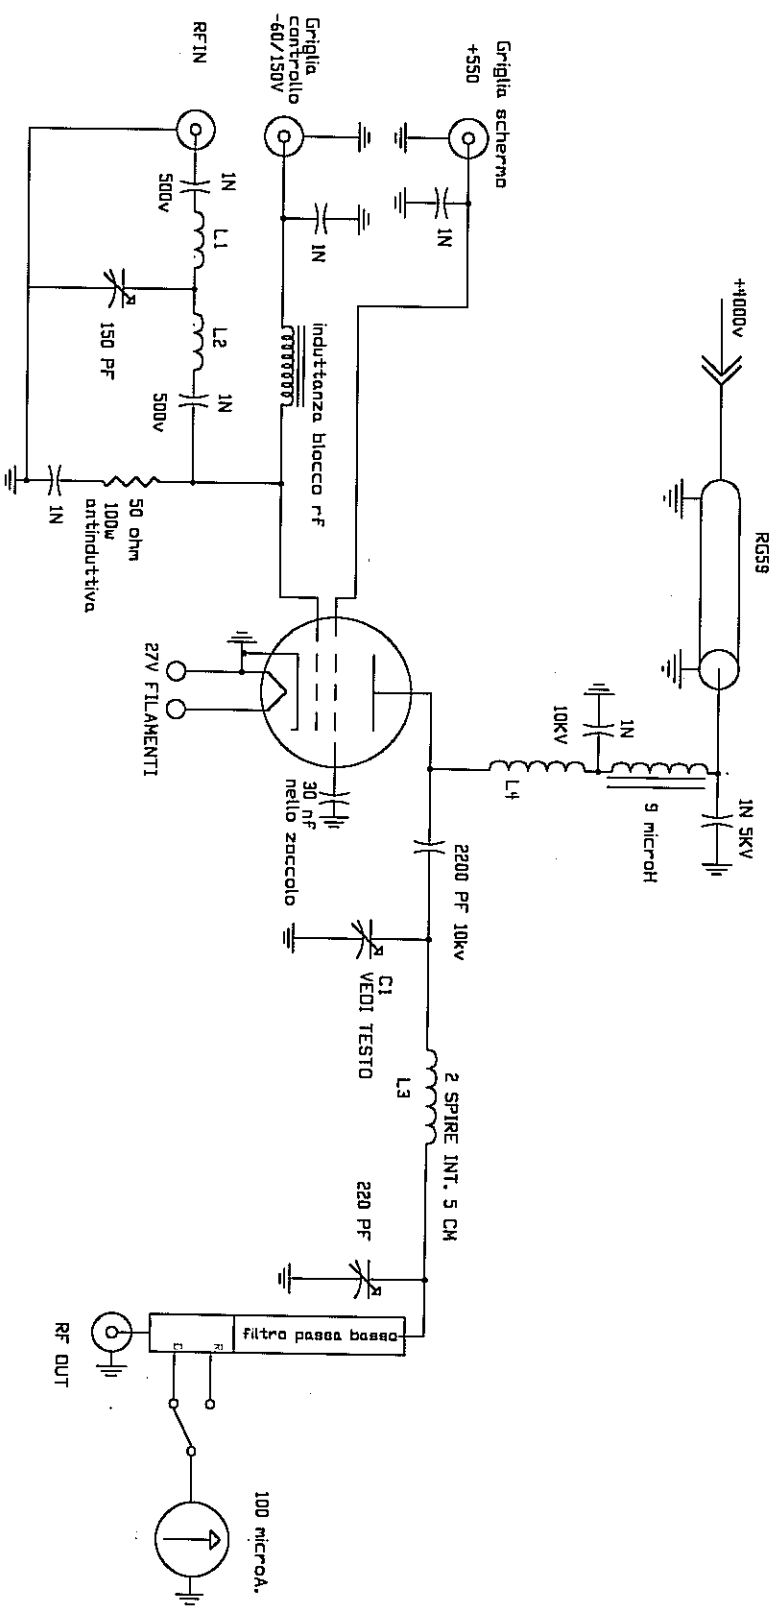 RFIN
Griglia
controllo
-60/150V
Griglia schermo
+550
+4000v
RG59
1N
500v
L1
L2
1N
500v
150 PF
1N
50 ohm
100w
antinduttiva
1N
induttanza blocco rf
1N
27V FILAMENTI
30 nf
nello zoccolo
1N
10KV
L4
9 microH
1N 5KV
2200 PF 10kv
C1
VEDI TESTO
L3
2 SPIRE INT. 5 CM
220 PF
filtro passa basso
D
R
RF OUT
100 microA.